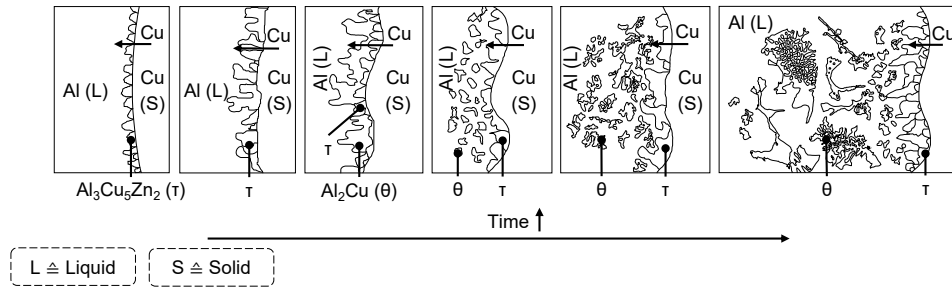 Cu
Al (L)
Cu
(S)
Al₃Cu₅Zn₂ (τ)
Cu
Al (L)
Cu
(S)
τ
Cu
Al (L)
Cu
(S)
τ
Al₂Cu (θ)
Cu
Al (L)
Cu
(S)
θ
τ
Cu
Al (L)
Cu
(S)
θ
τ
Al (L)
Cu
θ
τ
Time ↑
L ≙ Liquid
S ≙ Solid